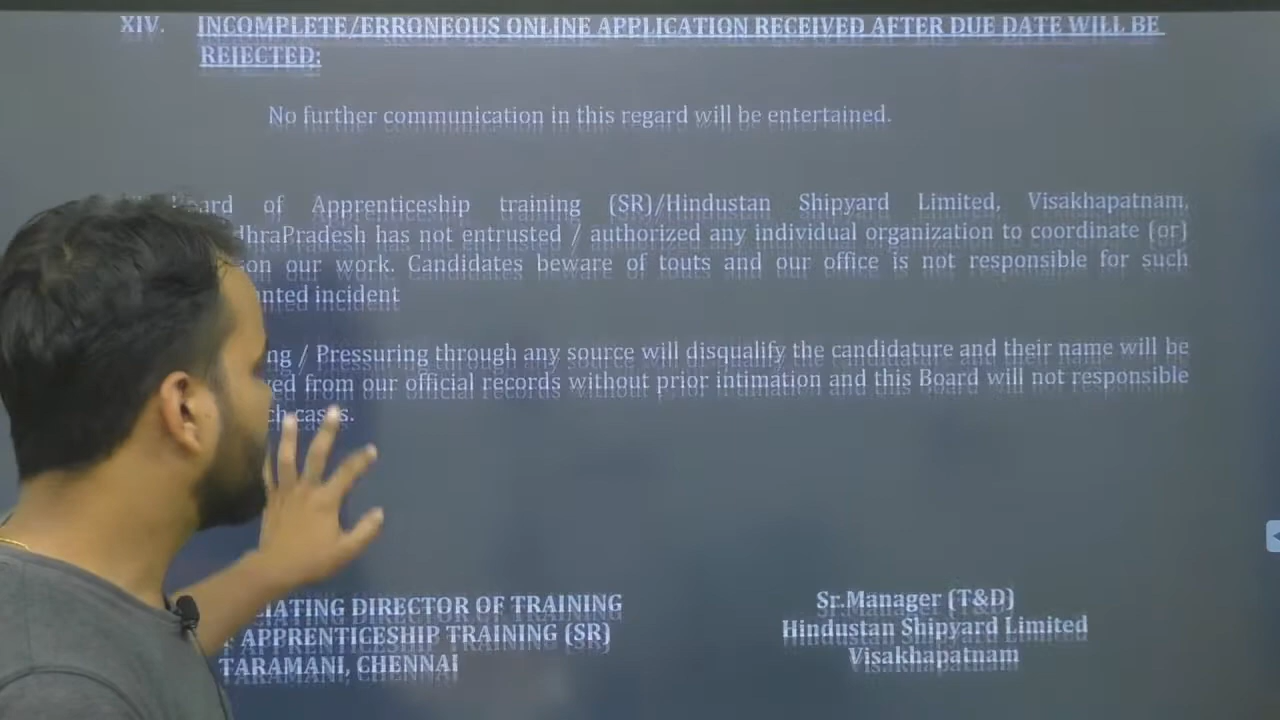 XIV. INCOMPLETE/ERRONEOUS ONLINE APPLICATION RECEIVED AFTER DUE DATE WILL BE
REJECTED:
No further communication in this regard will be entertained.
of Apprenticeship training (SR)/Hindustan Shipyard Limited, Visakhapatnam,
has not entrusted / authorized any individual organization to coordinate (or)
on our work. Candidates beware of touts and our office is not responsible for such
incident
/ Pressuring through any source will disqualify the candidature and their name will be
from our official records without prior intimation and this Board will not responsible
cases.
DIRECTOR OF TRAINING
APPRENTICESHIP TRAINING (SR)
TARAMANI, CHENNAI
Sr.Manager (T&D)
Hindustan Shipyard Limited
Visakhapatnam